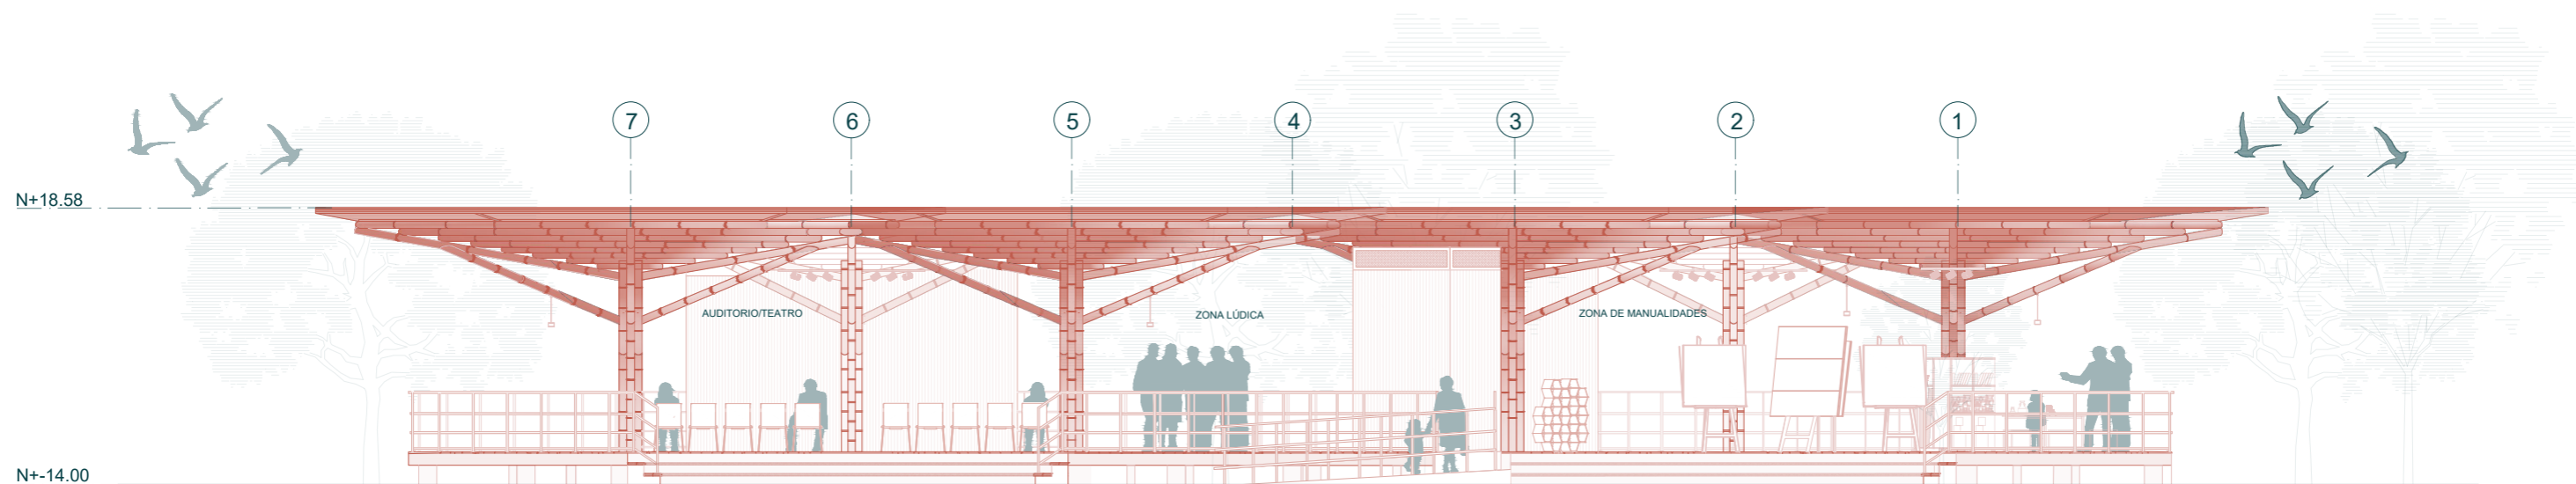 7 6 5 4 3 2 1
N+18.58
AUDITORIO/TEATRO
ZONA LÚDICA
ZONA DE MANUALIDADES
N+-14.00